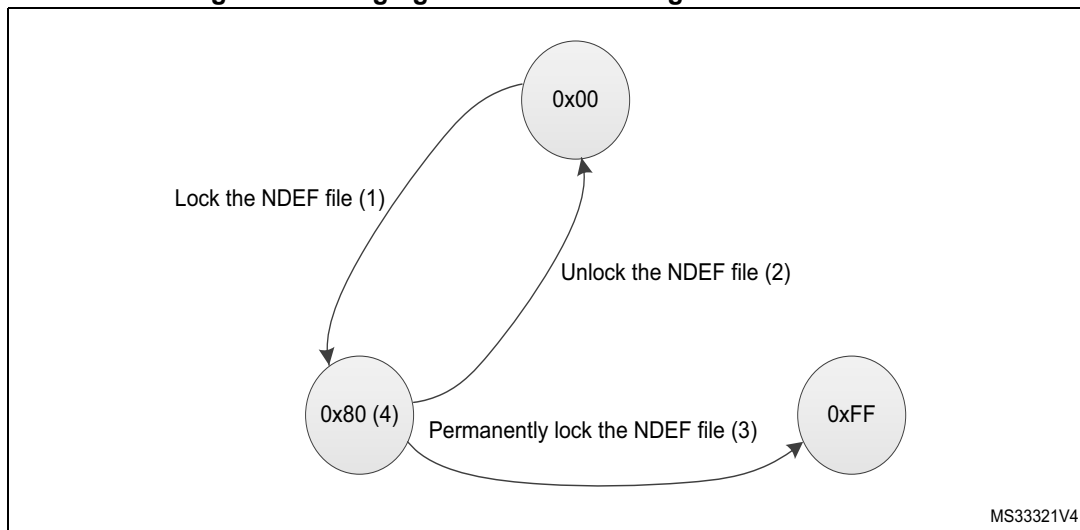 0x00
Lock the NDEF file (1)
Unlock the NDEF file (2)
0x80 (4)
Permanently lock the NDEF file (3)
0xFF
MS33321V4